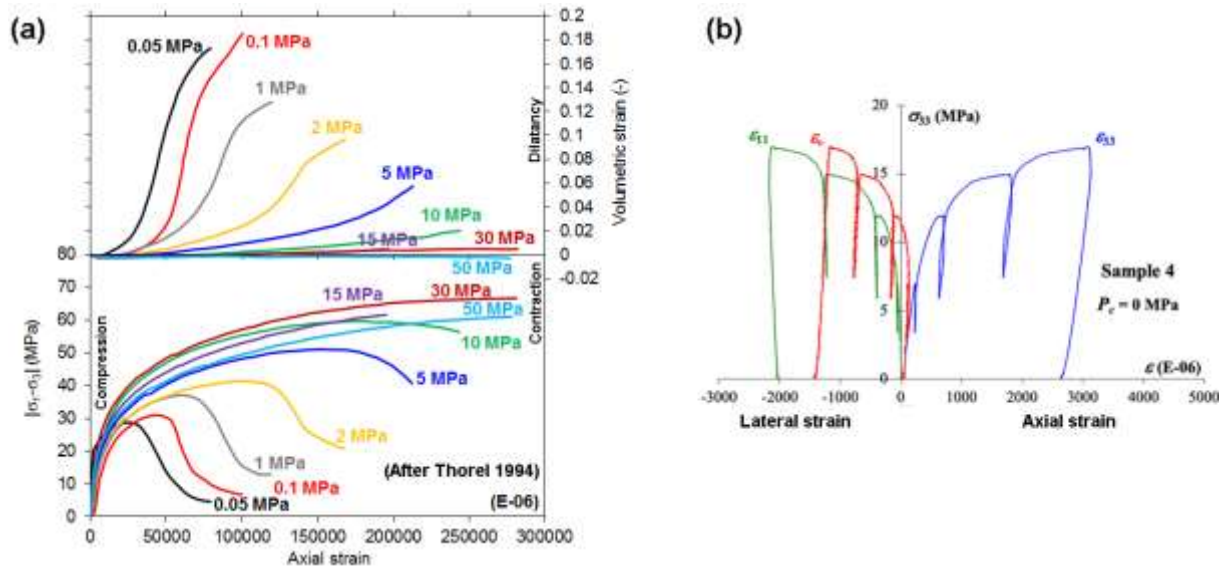 (a)
0.05 MPa
0.1 MPa
1 MPa
2 MPa
5 MPa
10 MPa
15 MPa
30 MPa
50 MPa
0.2
0.18
0.16
0.14
0.12
0.1
0.08
0.06
0.04
0.02
0
-0.02
Volumetric strain (-)
Dilatancy
Contraction
Compression
|σ₁-σ₃| (MPa)
80
70
60
50
40
30
20
10
0
15 MPa
30 MPa
50 MPa
10 MPa
5 MPa
2 MPa
1 MPa
0.1 MPa
0.05 MPa
(After Thorel 1994)
(E-06)
0 50000 100000 150000 200000 250000 300000
Axial strain
(b)
20
15
10
5
0
σ₃₃ (MPa)
ε₁₁
εᵥ
ε₃₃
Sample 4
P꜀ = 0 MPa
ε (E-06)
-3000 -2000 -1000 0 1000 2000 3000 4000 5000
Lateral strain Axial strain